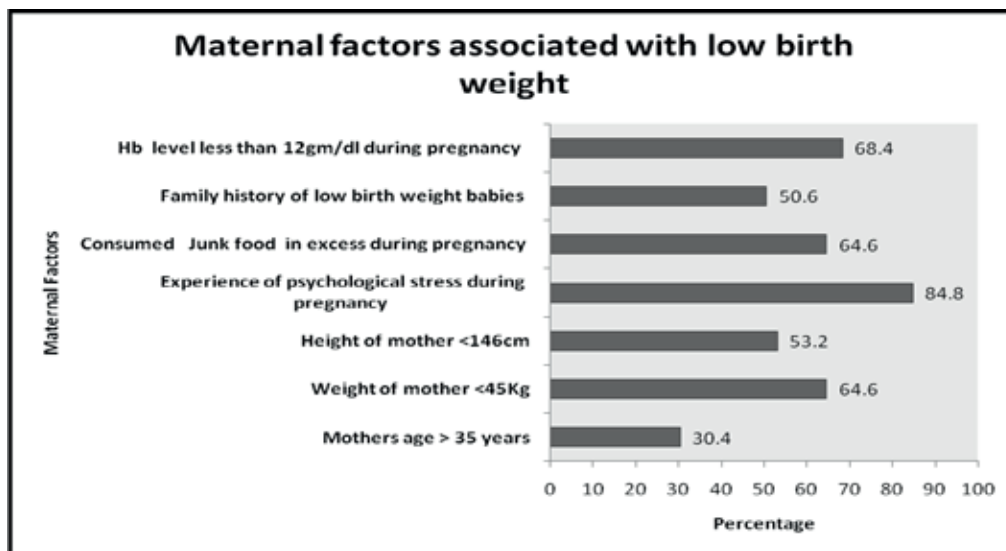 Maternal factors associated with low birth
weight
Maternal Factors
Hb level less than 12gm/dl during pregnancy 68.4
Family history of low birth weight babies 50.6
Consumed Junk food in excess during pregnancy 64.6
Experience of psychological stress during
pregnancy 84.8
Height of mother <146cm 53.2
Weight of mother <45Kg 64.6
Mothers age > 35 years 30.4
0 10 20 30 40 50 60 70 80 90 100
Percentage